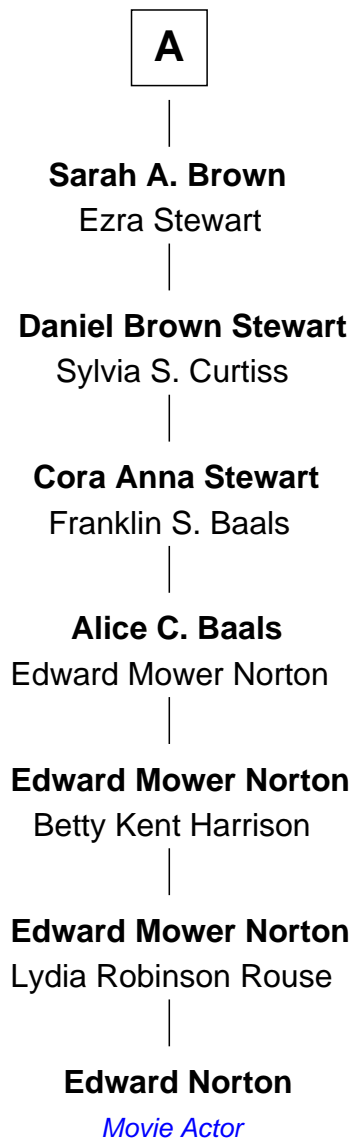 A
Sarah A. Brown
Ezra Stewart
Daniel Brown Stewart
Sylvia S. Curtiss
Cora Anna Stewart
Franklin S. Baals
Alice C. Baals
Edward Mower Norton
Edward Mower Norton
Betty Kent Harrison
Edward Mower Norton
Lydia Robinson Rouse
Edward Norton
Movie Actor